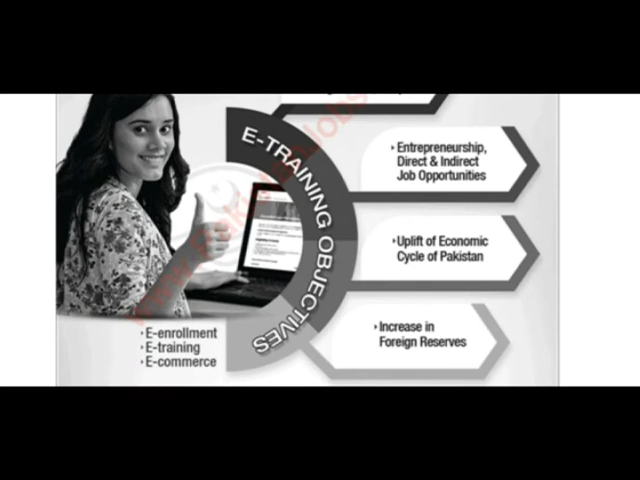 E-TRAINING OBJECTIVES
Entrepreneurship,
Direct & Indirect
Job Opportunities
Uplift of Economic
Cycle of Pakistan
Increase in
Foreign Reserves
E-enrollment
E-training
E-commerce